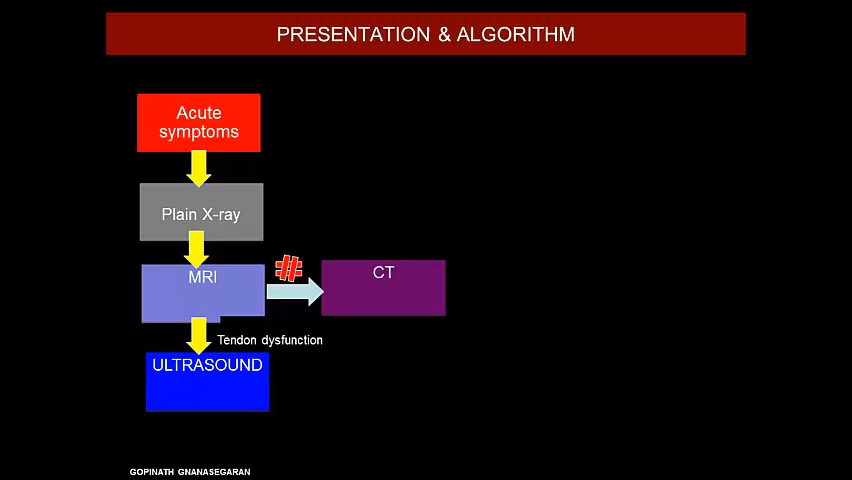 PRESENTATION & ALGORITHM
Acute
symptoms
Plain X-ray
MRI
#
CT
Tendon dysfunction
ULTRASOUND
GOPINATH GNANASEGARAN